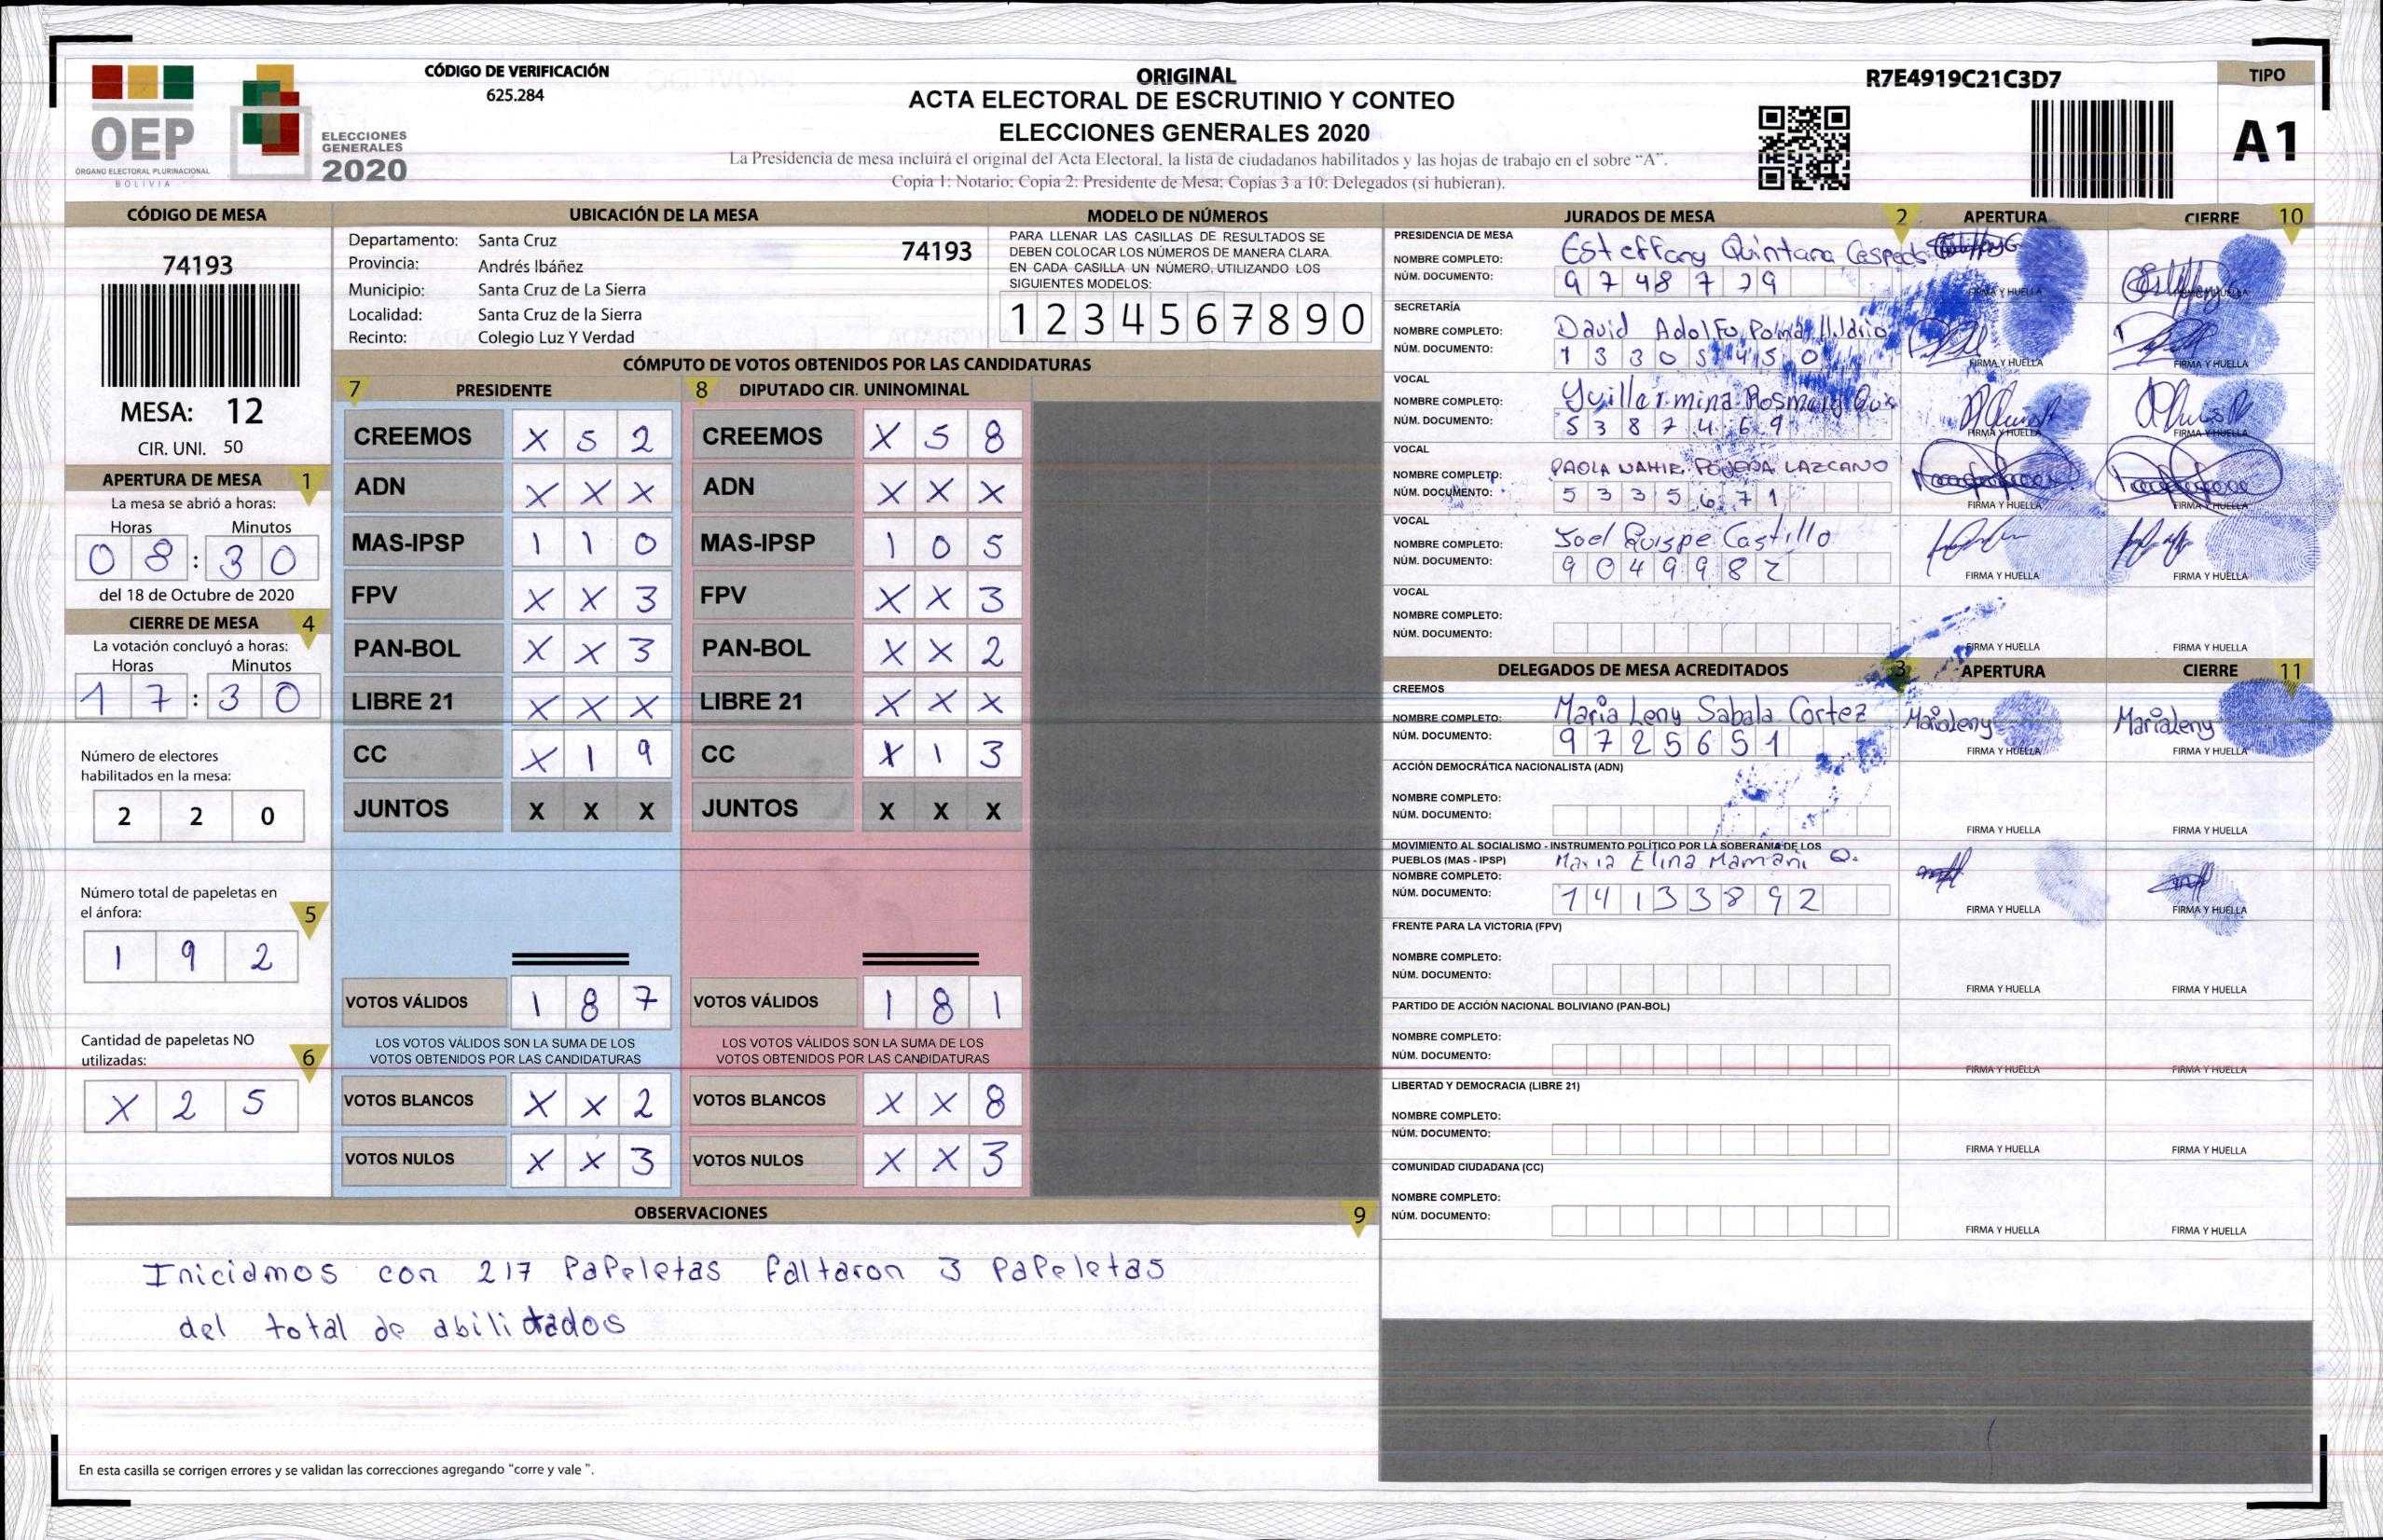 OEP
ÓRGANO ELECTORAL PLURINACIONAL
BOLIVIA
ELECCIONES
GENERALES
2020
CÓDIGO DE VERIFICACIÓN
625.284
ORIGINAL
ACTA ELECTORAL DE ESCRUTINIO Y CONTEO
ELECCIONES GENERALES 2020
La Presidencia de mesa incluirá el original del Acta Electoral, la lista de ciudadanos habilitados y las hojas de trabajo en el sobre “A”.
Copia 1: Notario; Copia 2: Presidente de Mesa; Copias 3 a 10: Delegados (si hubieran).
R7E4919C21C3D7
TIPO
A1
CÓDIGO DE MESA
74193
MESA: 12
CIR. UNI. 50
APERTURA DE MESA 1
La mesa se abrió a horas:
Horas Minutos
08:30
del 18 de Octubre de 2020
CIERRE DE MESA 4
La votación concluyó a horas:
Horas Minutos
17:30
Número de electores
habilitados en la mesa:
2 2 0
Número total de papeletas en
el ánfora: 5
1 9 2
Cantidad de papeletas NO
utilizadas: 6
X 2 5
UBICACIÓN DE LA MESA
Departamento: Santa Cruz 74193
Provincia: Andrés Ibáñez
Municipio: Santa Cruz de La Sierra
Localidad: Santa Cruz de la Sierra
Recinto: Colegio Luz Y Verdad
MODELO DE NÚMEROS
PARA LLENAR LAS CASILLAS DE RESULTADOS SE
DEBEN COLOCAR LOS NÚMEROS DE MANERA CLARA
EN CADA CASILLA UN NÚMERO, UTILIZANDO LOS
SIGUIENTES MODELOS:
1 2 3 4 5 6 7 8 9 0
CÓMPUTO DE VOTOS OBTENIDOS POR LAS CANDIDATURAS
7 PRESIDENTE 8 DIPUTADO CIR. UNINOMINAL
CREEMOS X 5 2 CREEMOS X 5 8
ADN X X X ADN X X X
MAS-IPSP 1 1 0 MAS-IPSP 1 0 5
FPV X X 3 FPV X X 3
PAN-BOL X X 3 PAN-BOL X X 2
LIBRE 21 X X X LIBRE 21 X X X
CC X 1 9 CC X 1 3
JUNTOS X X X JUNTOS X X X
VOTOS VÁLIDOS 1 8 7 VOTOS VÁLIDOS 1 8 1
LOS VOTOS VÁLIDOS SON LA SUMA DE LOS LOS VOTOS VÁLIDOS SON LA SUMA DE LOS
VOTOS OBTENIDOS POR LAS CANDIDATURAS VOTOS OBTENIDOS POR LAS CANDIDATURAS
VOTOS BLANCOS X X 2 VOTOS BLANCOS X X 8
VOTOS NULOS X X 3 VOTOS NULOS X X 3
OBSERVACIONES 9
Iniciamos con 217 Papeletas faltaron 3 Papeletas
del total de abilitados
En esta casilla se corrigen errores y se validan las correcciones agregando “corre y vale ”.
JURADOS DE MESA 2 APERTURA CIERRE 10
PRESIDENCIA DE MESA
NOMBRE COMPLETO: Esteffany Quintana
NÚM. DOCUMENTO: 9748729
FIRMA Y HUELLA FIRMA Y HUELLA
SECRETARÍA
NOMBRE COMPLETO: David Adolfo Poma
NÚM. DOCUMENTO: 13305450
FIRMA Y HUELLA FIRMA Y HUELLA
VOCAL
NOMBRE COMPLETO: Guillermina Rosmery
NÚM. DOCUMENTO: 5387469
FIRMA Y HUELLA FIRMA Y HUELLA
VOCAL
NOMBRE COMPLETO: PAOLA NAHIR LAZCANO
NÚM. DOCUMENTO: 5335671
FIRMA Y HUELLA FIRMA Y HUELLA
VOCAL
NOMBRE COMPLETO: Joel Quispe Castillo
NÚM. DOCUMENTO: 9049982
FIRMA Y HUELLA FIRMA Y HUELLA
VOCAL
NOMBRE COMPLETO:
NÚM. DOCUMENTO:
FIRMA Y HUELLA FIRMA Y HUELLA
DELEGADOS DE MESA ACREDITADOS 3 APERTURA CIERRE 11
CREEMOS
NOMBRE COMPLETO: Maria Leny Sabala Cortez Marialeny Marialeny
NÚM. DOCUMENTO: 9725651
FIRMA Y HUELLA FIRMA Y HUELLA
ACCIÓN DEMOCRÁTICA NACIONALISTA (ADN)
NOMBRE COMPLETO:
NÚM. DOCUMENTO:
FIRMA Y HUELLA FIRMA Y HUELLA
MOVIMIENTO AL SOCIALISMO - INSTRUMENTO POLÍTICO POR LA SOBERANIA DE LOS
PUEBLOS (MAS - IPSP) Maria Elina Mamani Q.
NOMBRE COMPLETO:
NÚM. DOCUMENTO: 14133892
FIRMA Y HUELLA FIRMA Y HUELLA
FRENTE PARA LA VICTORIA (FPV)
NOMBRE COMPLETO:
NÚM. DOCUMENTO:
FIRMA Y HUELLA FIRMA Y HUELLA
PARTIDO DE ACCIÓN NACIONAL BOLIVIANO (PAN-BOL)
NOMBRE COMPLETO:
NÚM. DOCUMENTO:
FIRMA Y HUELLA FIRMA Y HUELLA
LIBERTAD Y DEMOCRACIA (LIBRE 21)
NOMBRE COMPLETO:
NÚM. DOCUMENTO:
FIRMA Y HUELLA FIRMA Y HUELLA
COMUNIDAD CIUDADANA (CC)
NOMBRE COMPLETO:
NÚM. DOCUMENTO:
FIRMA Y HUELLA FIRMA Y HUELLA